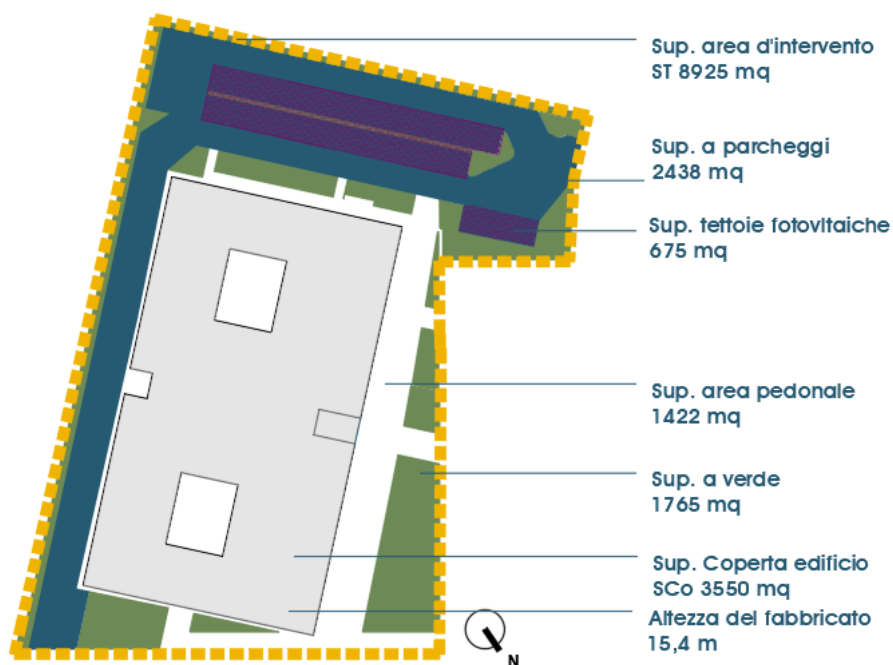 Sup. area d'intervento
ST 8925 mq
Sup. a parcheggi
2438 mq
Sup. tettoie fotovltaiche
675 mq
Sup. area pedonale
1422 mq
Sup. a verde
1765 mq
Sup. Coperta edificio
SCo 3550 mq
Altezza del fabbricato
15,4 m
N